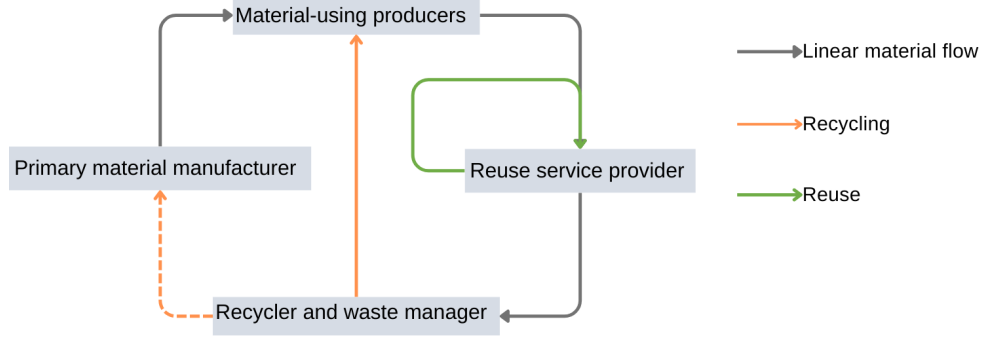 Material-using producers
Linear material flow
Recycling
Primary material manufacturer
Reuse service provider
Reuse
Recycler and waste manager